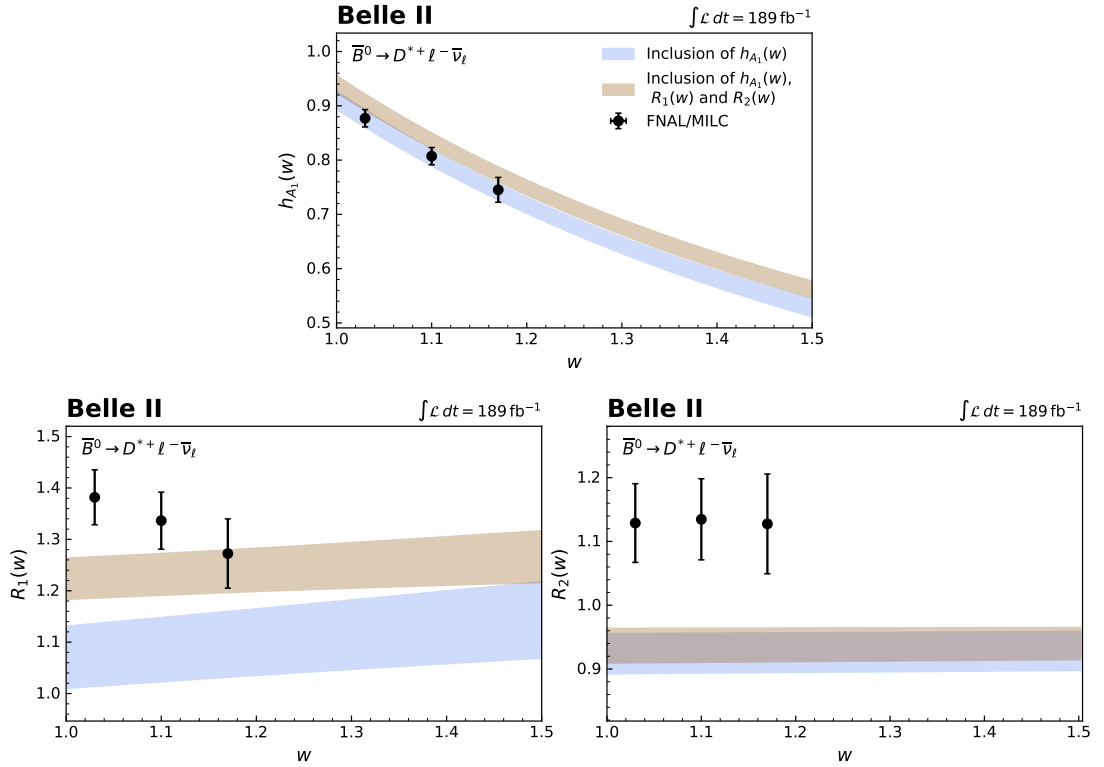 Belle II ∫ℒ dt = 189 fb⁻¹
B̅⁰ → D*⁺ ℓ⁻ ν̅ℓ
Inclusion of h_A₁(w)
Inclusion of h_A₁(w),
R₁(w) and R₂(w)
FNAL/MILC
h_A₁(w)
1.0
0.9
0.8
0.7
0.6
0.5
1.0 1.1 1.2 1.3 1.4 1.5
w
Belle II ∫ℒ dt = 189 fb⁻¹
B̅⁰ → D*⁺ ℓ⁻ ν̅ℓ
R₁(w)
1.5
1.4
1.3
1.2
1.1
1.0
1.0 1.1 1.2 1.3 1.4 1.5
w
Belle II ∫ℒ dt = 189 fb⁻¹
B̅⁰ → D*⁺ ℓ⁻ ν̅ℓ
R₂(w)
1.2
1.1
1.0
0.9
1.0 1.1 1.2 1.3 1.4 1.5
w